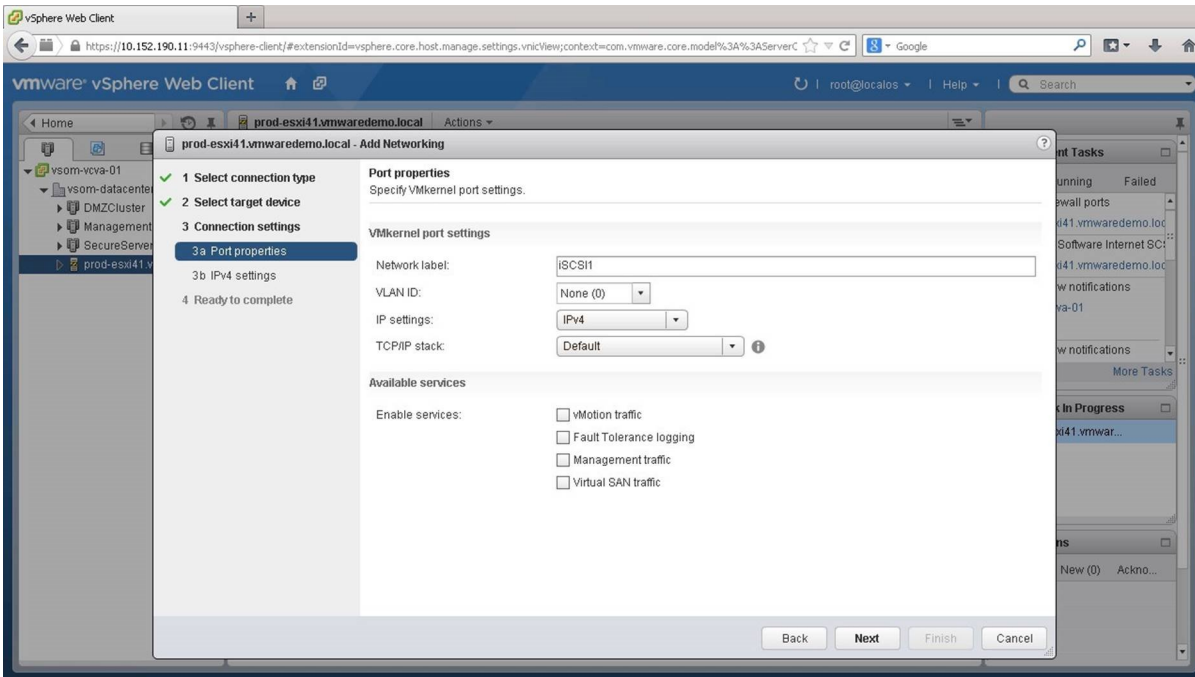 vSphere Web Client
https://10.152.190.11:9443/vsphere-client/#extensionId=vsphere.core.host.manage.settings.vnicView;context=com.vmware.core.model%3A%3AServerC
Google
vmware® vSphere Web Client
root@localos
Help
Search
Home
prod-esxi41.vmwaredemo.local Actions
prod-esxi41.vmwaredemo.local - Add Networking
vsom-vcva-01
vsom-datacenter
DMZCluster
Management
SecureServer
prod-esxi41.v
1 Select connection type
2 Select target device
3 Connection settings
3a Port properties
3b IPv4 settings
4 Ready to complete
Port properties
Specify VMkernel port settings.
VMkernel port settings
Network label: iSCSI1
VLAN ID: None (0)
IP settings: IPv4
TCP/IP stack: Default
Available services
Enable services: vMotion traffic
Fault Tolerance logging
Management traffic
Virtual SAN traffic
Back Next Finish Cancel
nt Tasks
unning Failed
ewall ports
xi41.vmwaredemo.loc
Software Internet SC
xi41.vmwaredemo.loc
w notifications
va-01
w notifications
More Tasks
k In Progress
xi41.vmwar...
ns
New (0) Ackno...